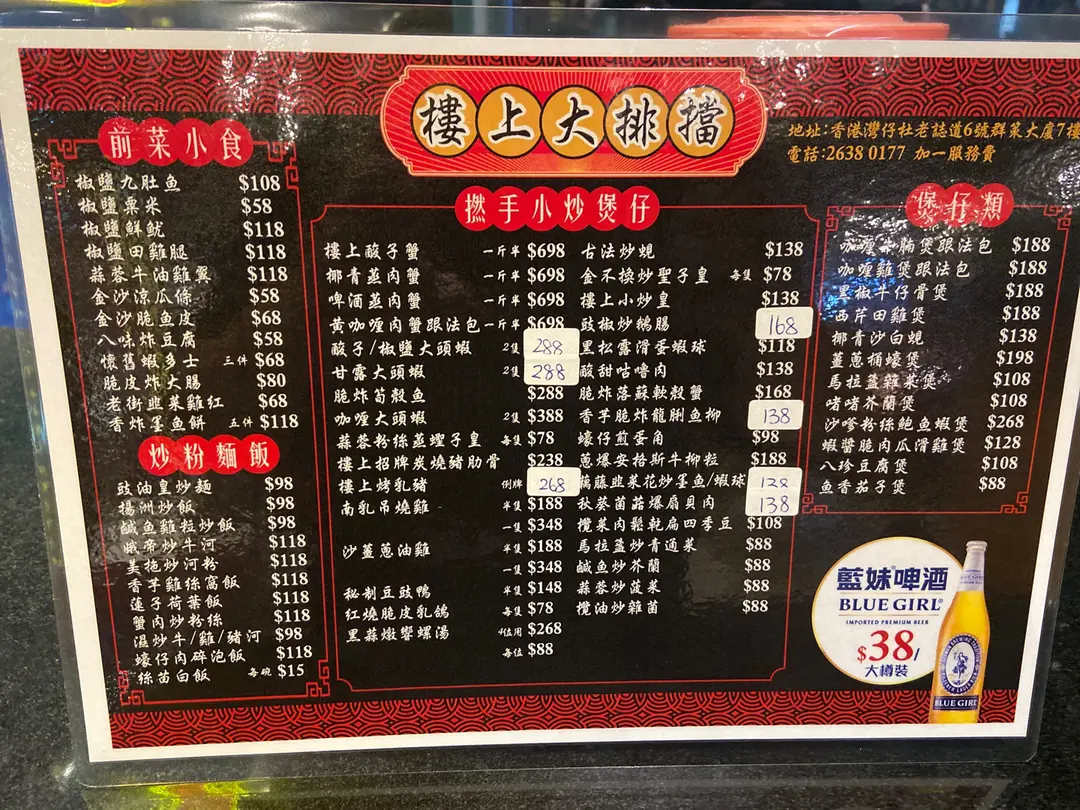 樓上大排檔
地址:香港灣仔杜老誌道6號群菜大廈7樓
電話:2638 0177 加一服務費
前菜小食
椒鹽九肚魚 $108
椒鹽粟米 $58
椒鹽鮮魷 $118
椒鹽田雞腿 $118
蒜蓉牛油雞翼 $118
金沙涼瓜條 $58
金沙脆魚皮 $68
八味炸豆腐 $58
懷舊蝦多士 三件 $68
脆皮炸大腸 $80
老街韭菜雞紅 $68
香炸墨魚餅 五件 $118
炒粉麵飯
豉油皇炒麵 $98
揚洲炒飯 $98
鹹魚雞粒炒飯 $98
娥帝炒牛河 $118
美拖炒河粉 $118
香芋雞絲窩飯 $118
蓮子荷葉飯 $118
蟹肉炒粉絲 $118
濕炒牛/雞/豬河 $98
蠔仔肉碎泡飯 $118
絲苗白飯 每碗 $15
撚手小炒煲仔
樓上酸子蟹 一斤半 $698
椰青蒸肉蟹 一斤半 $698
啤酒蒸肉蟹 一斤半 $698
黃咖喱肉蟹跟法包 一斤半 $698
酸子/椒鹽大頭蝦 2隻 288
甘露大頭蝦 2隻 288
脆炸筍殼魚 $288
咖喱大頭蝦 2隻 $388
蒜蓉粉絲蒸蟶子皇 每隻 $78
樓上招牌炭燒豬肋骨 $238
樓上烤乳豬 例牌 268
南乳吊燒雞 半隻 $188
一隻 $348
沙薑蔥油雞 半隻 $188
一隻 $348
秘制豆豉鴨 半隻 $148
紅燒脆皮乳鴿 每隻 $78
黑蒜燉響螺湯 4位用 $268
每位 $88
古法炒蜆 $138
金不換炒聖子皇 每隻 $78
樓上小炒皇 $138
豉椒炒鵝腸 168
黑松露滑蛋蝦球 $118
酸甜咕嚕肉 $138
脆炸落蘇軟殼蟹 $168
香芋脆炸龍脷魚柳 138
蠔仔煎蛋角 $98
蔥爆安格斯牛柳粒 $188
萬藤韭菜花炒墨魚/蝦球 128
秋葵菌菇爆扇貝肉 138
欖菜肉鬆乾扁四季豆 $108
馬拉盞炒青通菜 $88
鹹魚炒芥蘭 $88
蒜蓉炒菠菜 $88
欖油炒雜菌 $88
煲仔類
咖喱牛腩煲跟法包 $188
咖喱雞煲跟法包 $188
黑椒牛仔骨煲 $188
西芹田雞煲 $188
椰青沙白蜆 $138
薑蔥桶蠔煲 $198
馬拉盞雜菜煲 $108
啫啫芥蘭煲 $108
沙嗲粉絲鮑魚蝦煲 $268
蝦醬脆肉瓜滑雞煲 $128
八珍豆腐煲 $108
魚香茄子煲 $88
藍妹啤酒
BLUE GIRL
IMPORTED PREMIUM BEER
$38/
大樽裝
BLUE GIRL